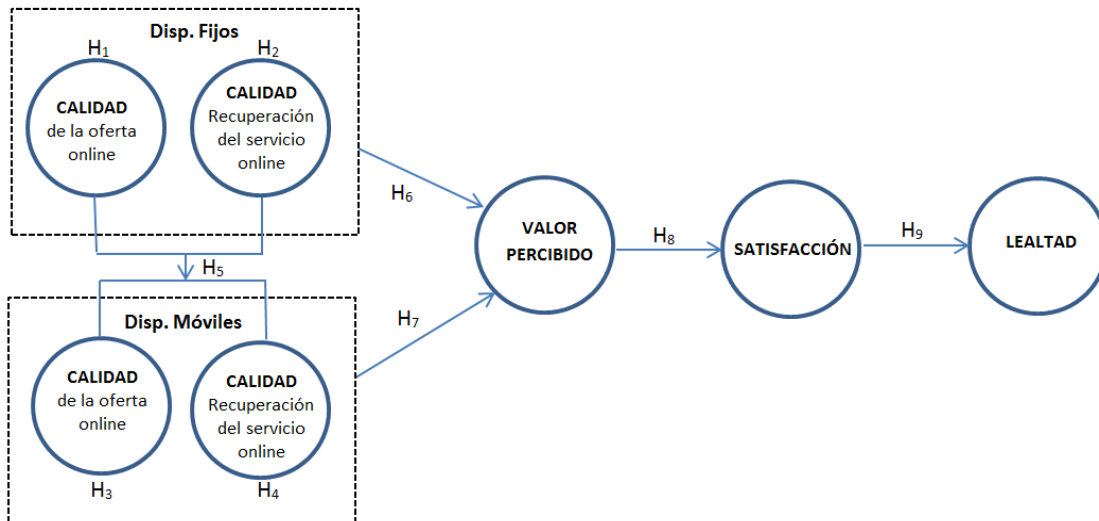 Disp. Fijos
H1
H2
CALIDAD
de la oferta
online
CALIDAD
Recuperación
del servicio
online
H6
VALOR
PERCIBIDO
H8
SATISFACCIÓN
H9
LEALTAD
H5
Disp. Móviles
H7
CALIDAD
de la oferta
online
CALIDAD
Recuperación
del servicio
online
H3
H4